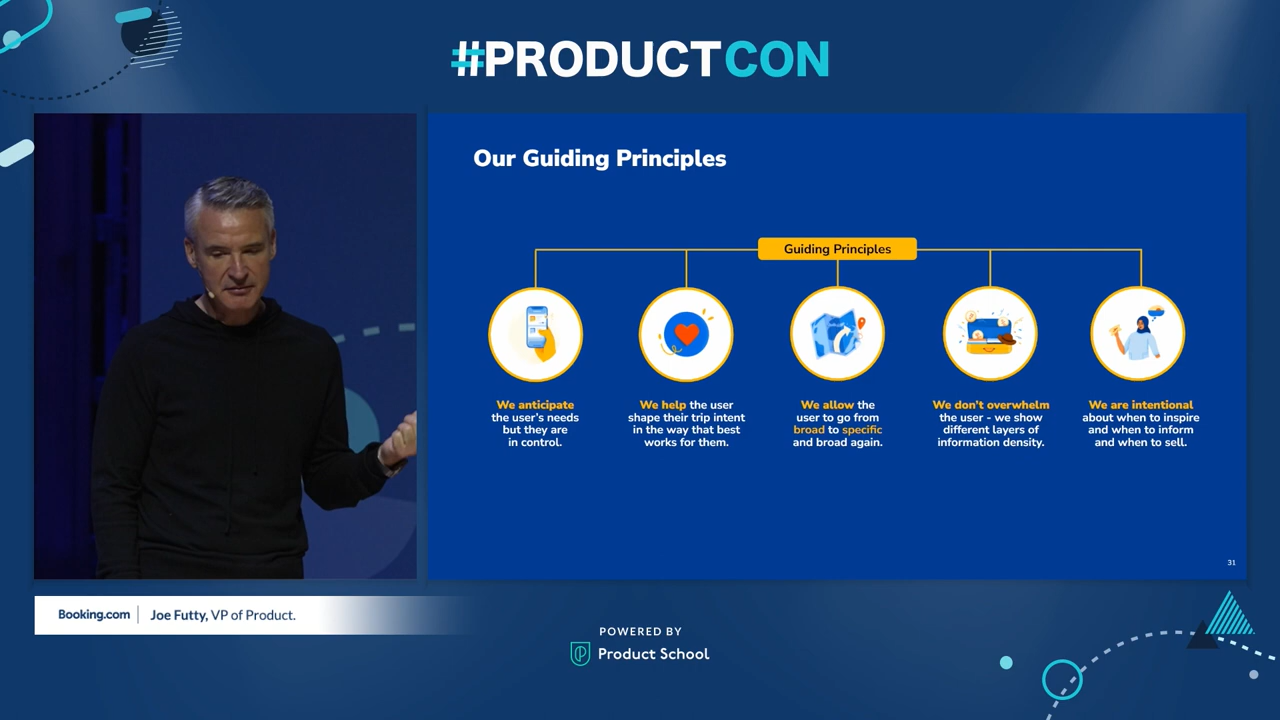 #PRODUCTCON
Our Guiding Principles
Guiding Principles
We anticipate
the user's needs
but they are
in control.
We help the user
shape their trip intent
in the way that best
works for them.
We allow the
user to go from
broad to specific
and broad again.
We don't overwhelm
the user - we show
different layers of
information density.
We are intentional
about when to inspire
and when to inform
and when to sell.
31
Booking.com
Joe Futty, VP of Product.
POWERED BY
Product School